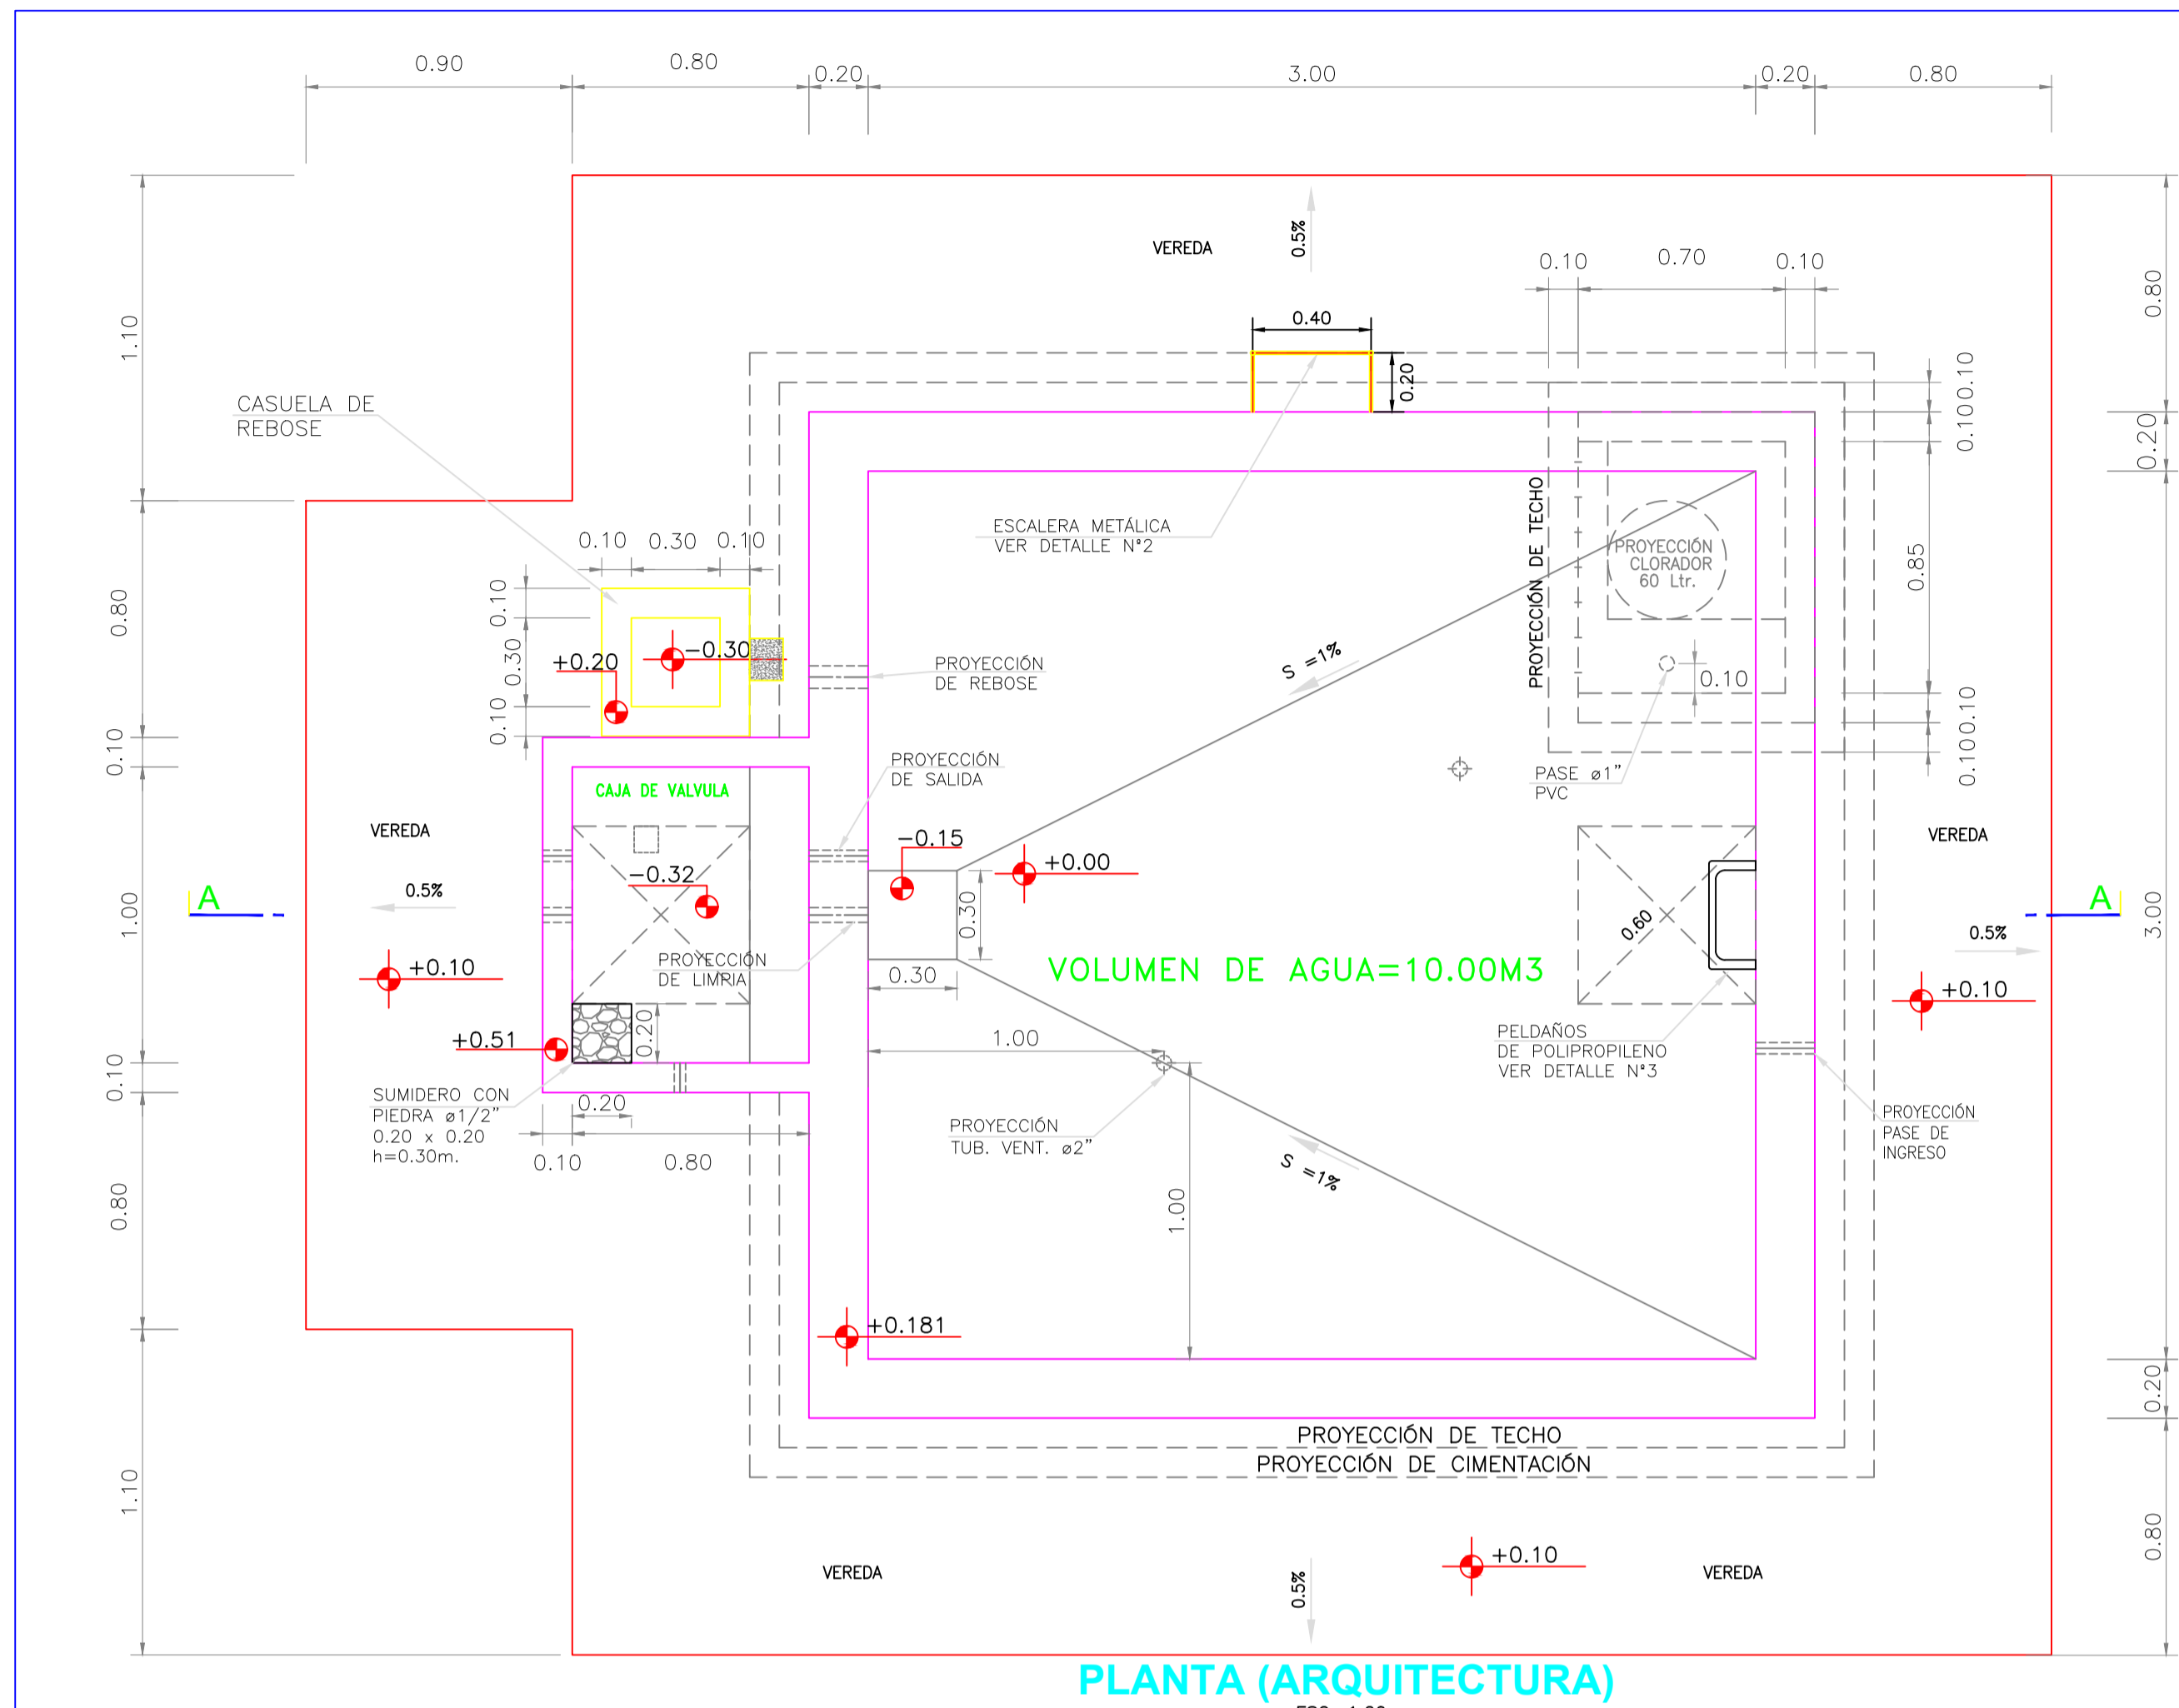 0.90
0.80
0.20
3.00
0.20
0.80
VEREDA
0.5%
0.10
0.70
0.10
0.80
1.10
0.40
0.20
0.10
0.10
0.20
CASUELA DE
REBOSE
ESCALERA METÁLICA
VER DETALLE N°2
PROYECCIÓN DE TECHO
PROYECCIÓN
CLORADOR
60 Ltr.
0.85
0.10
0.30
0.10
0.10
0.30
0.10
0.80
+0.20
-0.30
PROYECCIÓN
DE REBOSE
S =1%
0.10
0.10
0.10
0.10
PROYECCIÓN
DE SALIDA
PASE ø1"
PVC
CAJA DE VALVULA
VEREDA
VEREDA
-0.15
+0.00
-0.32
0.5%
A
A
1.00
0.30
0.60
3.00
0.5%
+0.10
PROYECCIÓN
DE LIMPIA
0.30
VOLUMEN DE AGUA=10.00M3
+0.10
+0.51
0.20
1.00
PELDAÑOS
DE POLIPROPILENO
VER DETALLE N°3
0.10
SUMIDERO CON
PIEDRA ø1/2"
0.20 x 0.20
h=0.30m.
0.20
0.10
0.80
PROYECCIÓN
TUB. VENT. ø2"
PROYECCIÓN
PASE DE
INGRESO
S =1%
0.80
1.00
+0.181
0.20
PROYECCIÓN DE TECHO
PROYECCIÓN DE CIMENTACIÓN
1.10
0.80
+0.10
VEREDA
0.5%
VEREDA
PLANTA (ARQUITECTURA)